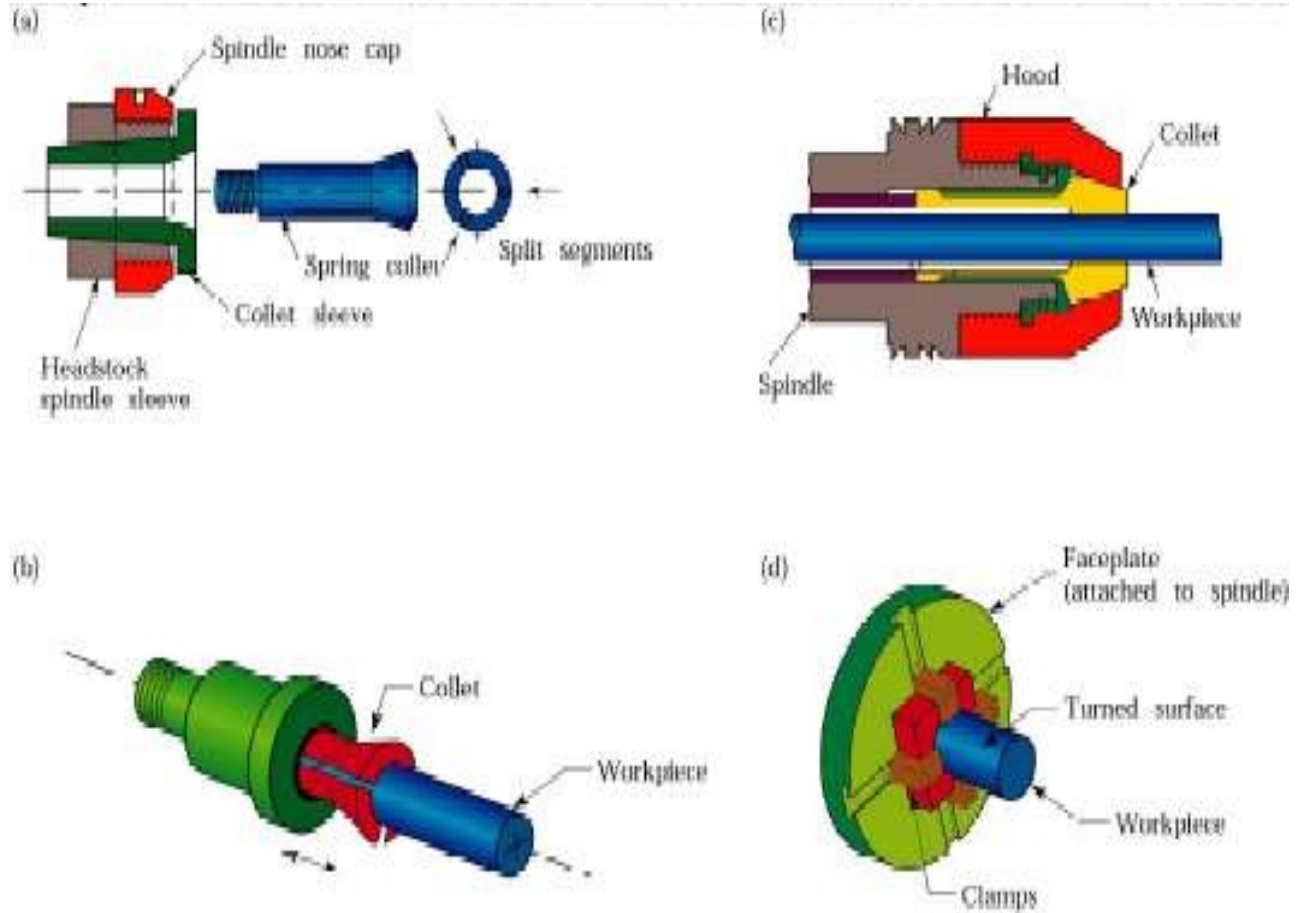 (a)
Spindle nose cap
Spring collet
Split segments
Collet sleeve
Headstock
spindle sleeve
(c)
Hood
Collet
Workpiece
Spindle
(b)
Collet
Workpiece
(d)
Faceplate
(attached to spindle)
Turned surface
Workpiece
Clamps